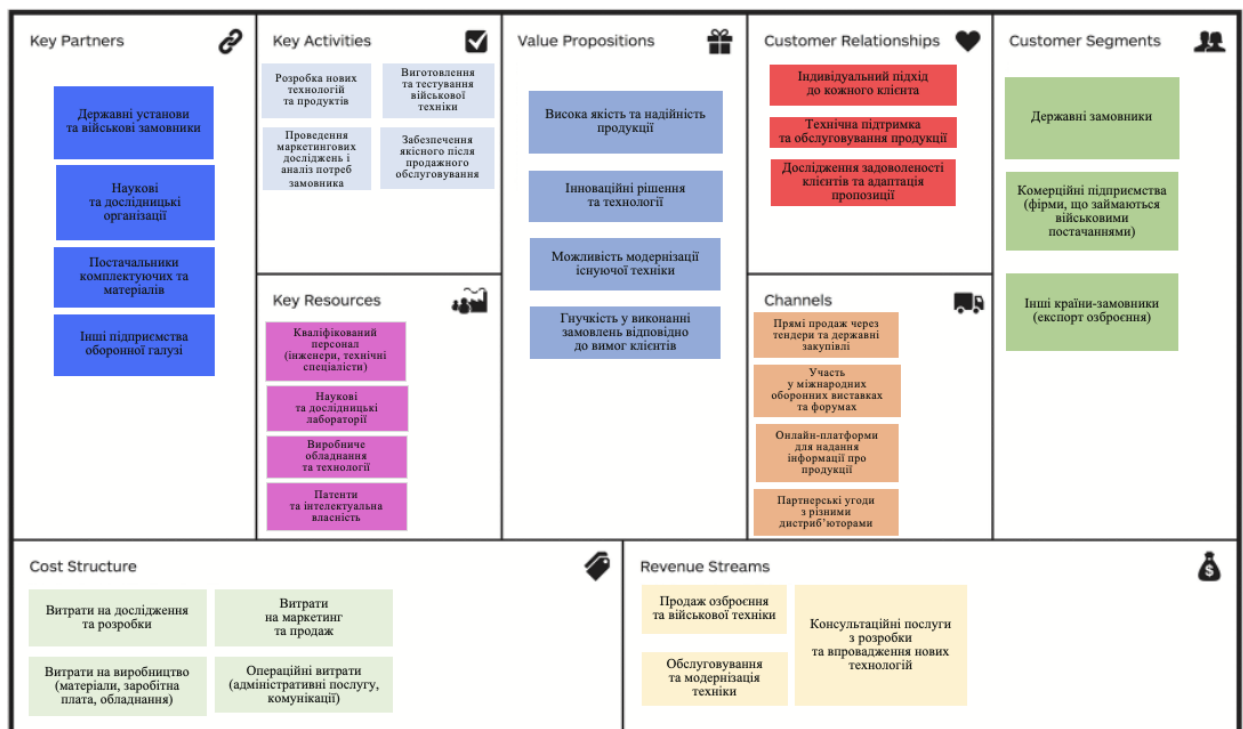 Key Partners
Державні установи
та військові замовники
Наукові
та дослідницькі
організації
Постачальники
комплектуючих та
матеріалів
Інші підприємства
оборонної галузі
Key Activities
Розробка нових
технологій
та продуктів
Виготовлення
та тестування
військової
техніки
Проведення
маркетингових
досліджень і
аналіз потреб
замовника
Забезпечення
якісного після
продажного
обслуговування
Key Resources
Кваліфікований
персонал
(інженери, технічні
спеціалісти)
Наукові
та дослідницькі
лабораторії
Виробниче
обладнання
та технології
Патенти
та інтелектуальна
власність
Value Propositions
Висока якість та надійність
продукції
Інноваційні рішення
та технології
Можливість модернізації
існуючої техніки
Гнучкість у виконанні
замовлень відповідно
до вимог клієнтів
Customer Relationships
Індивідуальний підхід
до кожного клієнта
Технічна підтримка
та обслуговування продукції
Дослідження задоволеності
клієнтів та адаптація
пропозиції
Channels
Прямі продаж через
тендери та державні
закупівлі
Участь
у міжнародних
оборонних виставках
та форумах
Онлайн-платформи
для надання
інформації про
продукції
Партнерські угоди
з різними
дистриб’юторами
Customer Segments
Державні замовники
Комерційні підприємства
(фірми, що займаються
військовими
постачаннями)
Інші країни-замовники
(експорт озброєння)
Cost Structure
Витрати на дослідження
та розробки
Витрати
на маркетинг
та продаж
Витрати на виробництво
(матеріали, заробітна
плата, обладнання)
Операційні витрати
(адміністративні послугу,
комунікації)
Revenue Streams
Продаж озброєння
та військової техніки
Консультаційні послуги
з розробки
та впровадження нових
технологій
Обслуговування
та модернізація
техніки
$